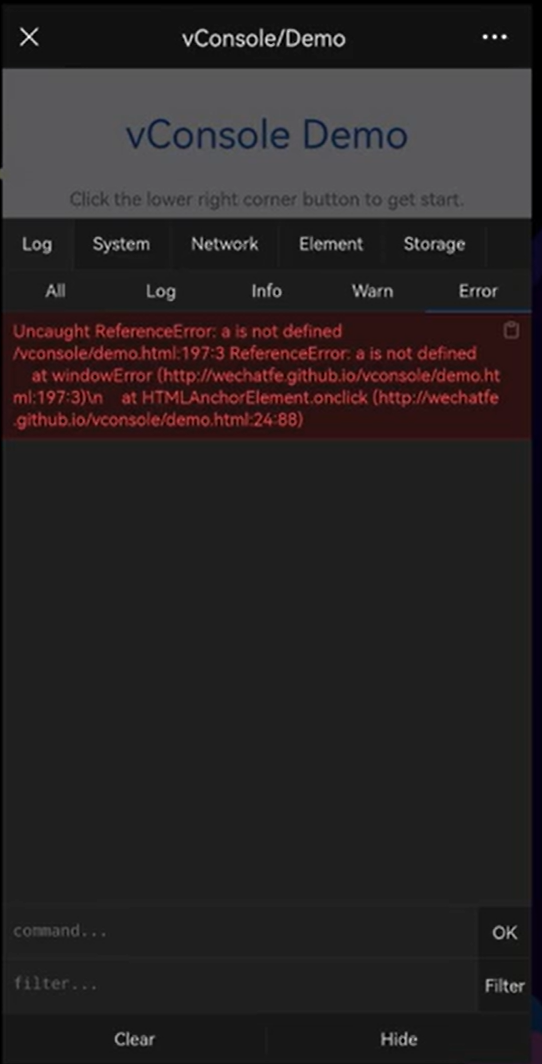 vConsole/Demo
vConsole Demo
Click the lower right corner button to get start.
Log System Network Element Storage
All Log Info Warn Error
Uncaught ReferenceError: a is not defined
/vconsole/demo.html:197:3 ReferenceError: a is not defined
at windowError (http://wechatfe.github.io/vconsole/demo.ht
ml:197:3)\n at HTMLAnchorElement.onclick (http://wechatfe
.github.io/vconsole/demo.html:24:88)
command...
OK
filter...
Filter
Clear Hide